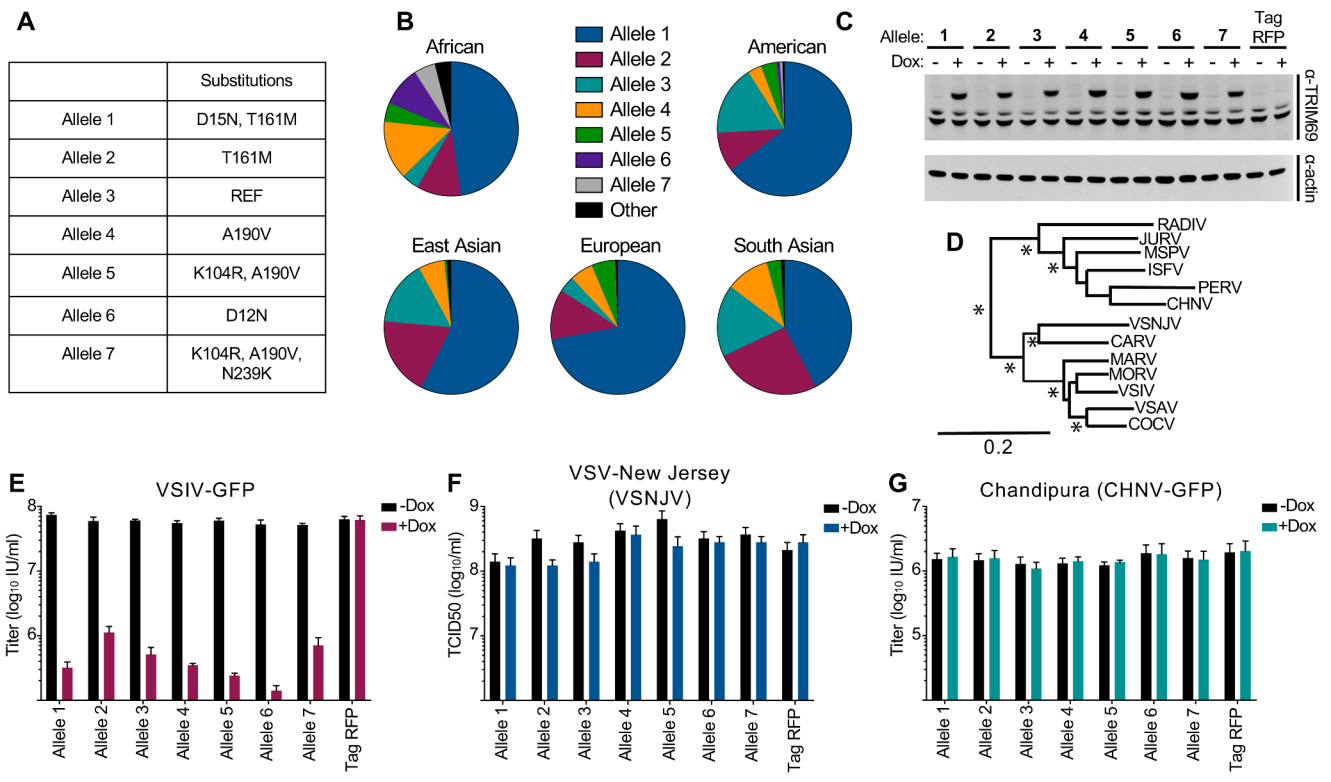 A
Substitutions
Allele 1 D15N, T161M
Allele 2 T161M
Allele 3 REF
Allele 4 A190V
Allele 5 K104R, A190V
Allele 6 D12N
Allele 7 K104R, A190V,
N239K
B
African
American
East Asian
European
South Asian
Allele 1
Allele 2
Allele 3
Allele 4
Allele 5
Allele 6
Allele 7
Other
C
Allele: 1 2 3 4 5 6 7 Tag
RFP
Dox: - + - + - + - + - + - + - + - +
α-TRIM69
α-actin
D
RADIV
JURV
MSPV
ISFV
PERV
CHNV
VSNJV
CARV
MARV
MORV
VSIV
VSAV
COCV
* * * * * * *
0.2
E
VSIV-GFP
-Dox
+Dox
Titer (log₁₀ IU/ml)
8
7
6
Allele 1
Allele 2
Allele 3
Allele 4
Allele 5
Allele 6
Allele 7
Tag RFP
F
VSV-New Jersey
(VSNJV)
-Dox
+Dox
TCID50 (log₁₀/ml)
9
8
7
Allele 1
Allele 2
Allele 3
Allele 4
Allele 5
Allele 6
Allele 7
Tag RFP
G
Chandipura (CHNV-GFP)
-Dox
+Dox
Titer (log₁₀ IU/ml)
7
6
5
Allele 1
Allele 2
Allele 3
Allele 4
Allele 5
Allele 6
Allele 7
Tag RFP